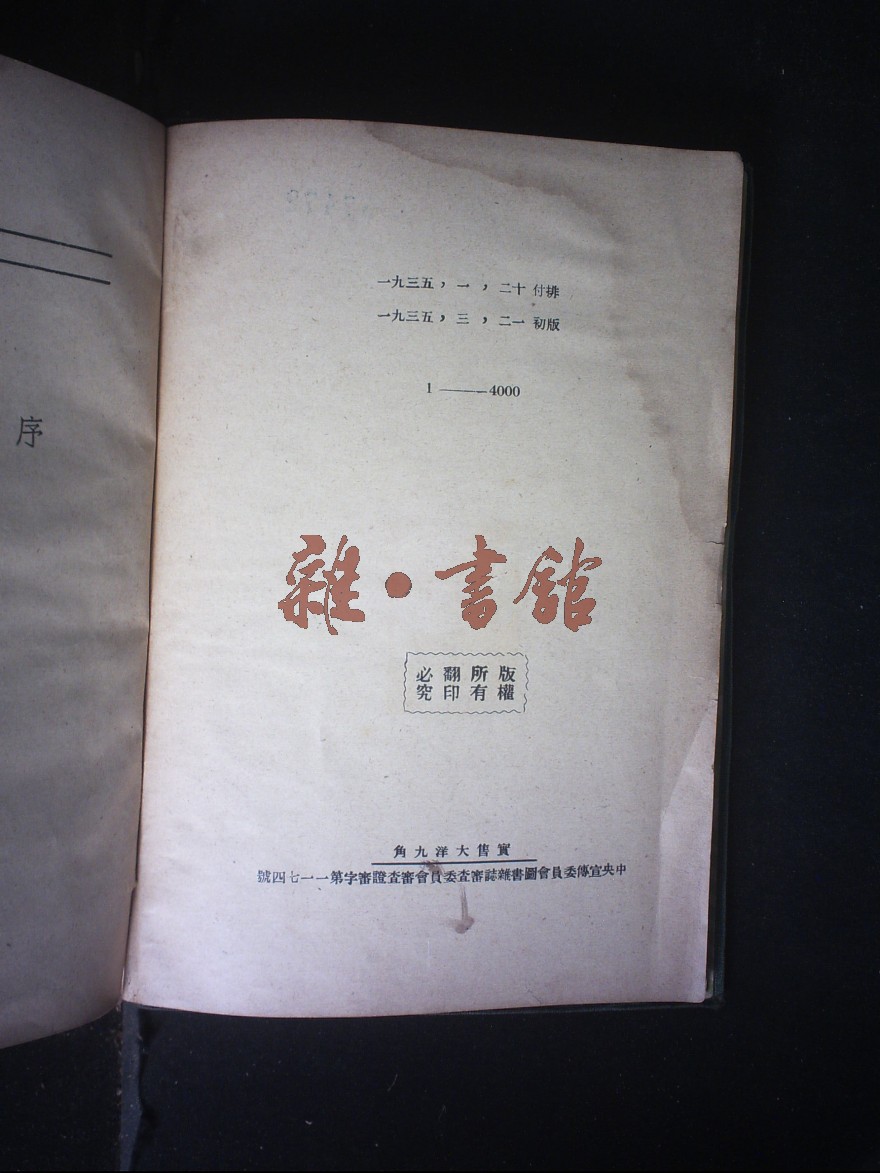 序
一九三五，一，二十 付排
一九三五，三，二一 初版
1 ——— 4000
雜•書館
版權
所有
翻印
必究
實售大洋九角
中央宣傳委員會圖書雜誌審查委員會審查證審字第一一七四號